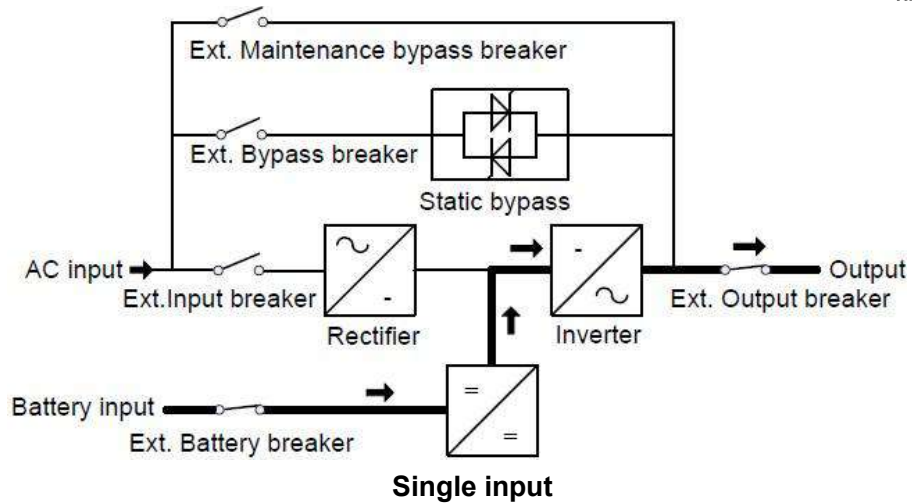 Ext. Maintenance bypass breaker
Ext. Bypass breaker
Static bypass
AC input
Ext.Input breaker
Rectifier
Inverter
Output
Ext. Output breaker
Battery input
Ext. Battery breaker
Single input